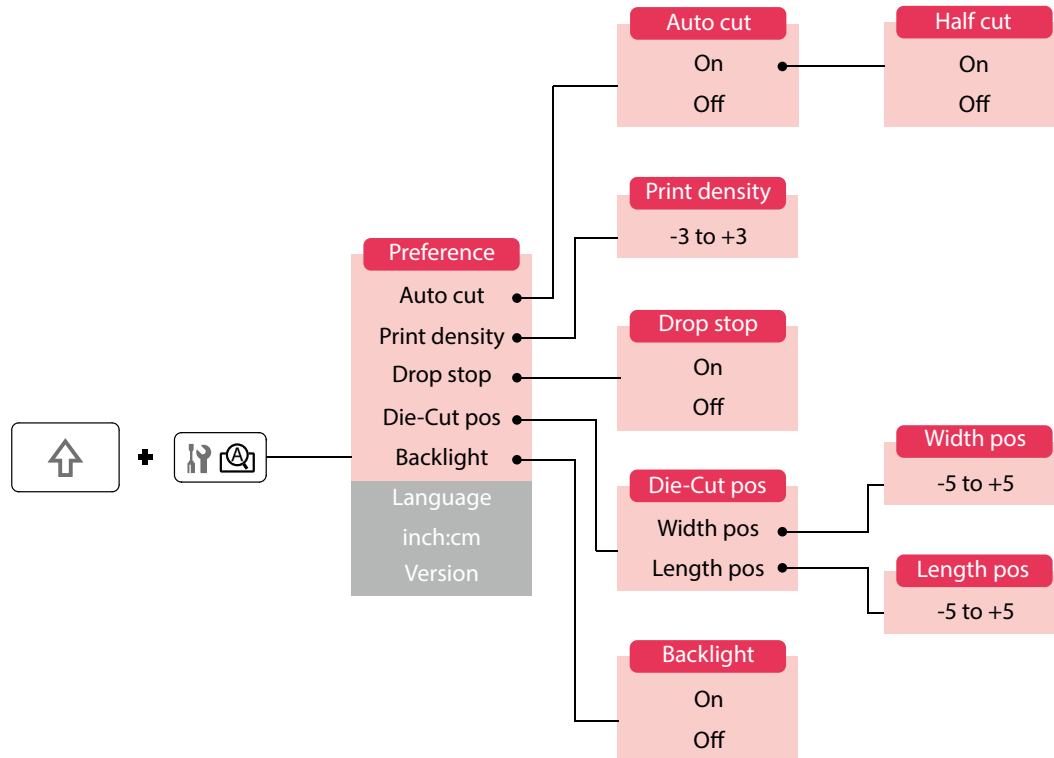 Auto cut
On
Off
Half cut
On
Off
Print density
-3 to +3
Preference
Auto cut
Print density
Drop stop
Die-Cut pos
Backlight
Language
inch:cm
Version
Drop stop
On
Off
A
Die-Cut pos
Width pos
Length pos
Width pos
-5 to +5
Length pos
-5 to +5
Backlight
On
Off